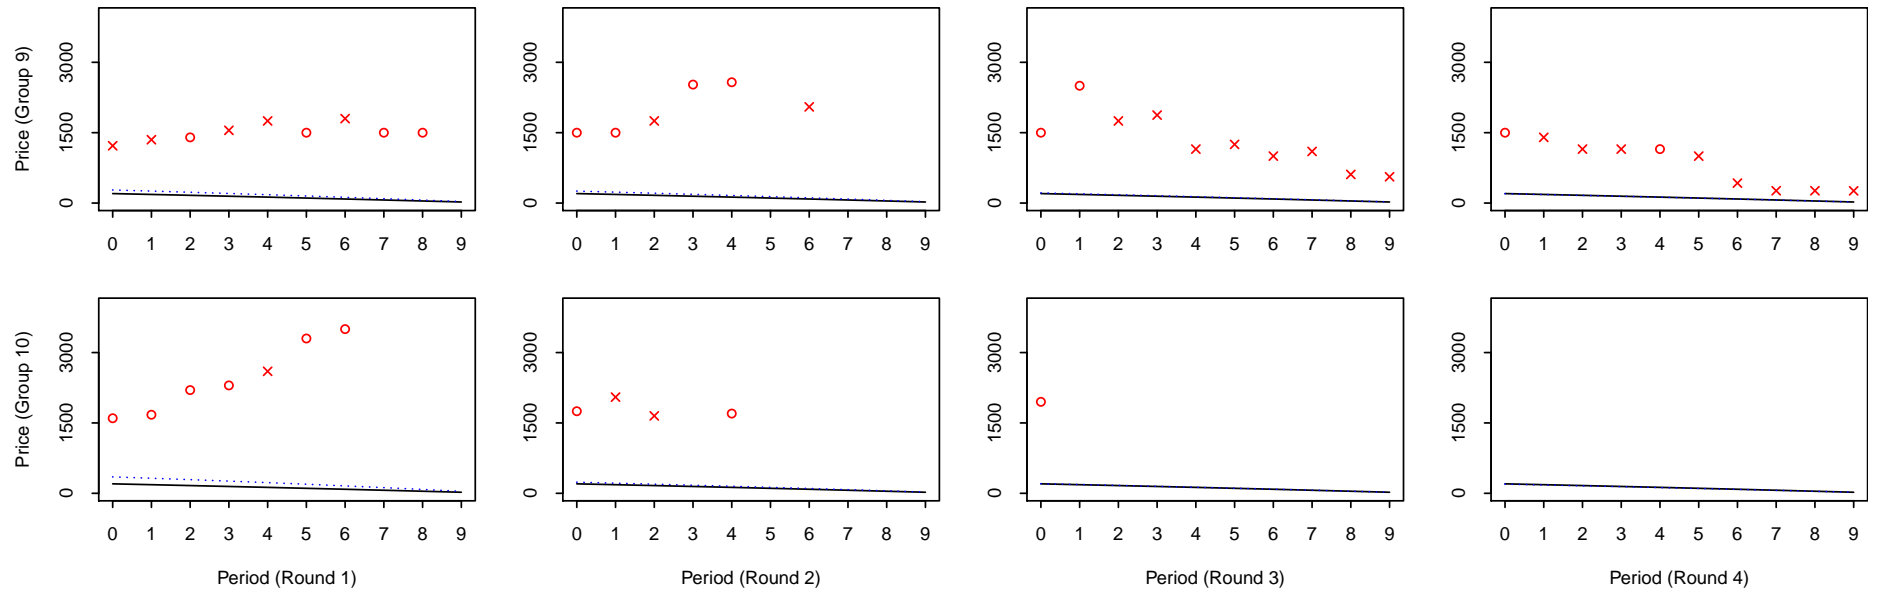 Price (Group 9)
3000
1500
0
0 1 2 3 4 5 6 7 8 9
3000
1500
0
0 1 2 3 4 5 6 7 8 9
3000
1500
0
0 1 2 3 4 5 6 7 8 9
3000
1500
0
0 1 2 3 4 5 6 7 8 9
Price (Group 10)
3000
1500
0
0 1 2 3 4 5 6 7 8 9
Period (Round 1)
3000
1500
0
0 1 2 3 4 5 6 7 8 9
Period (Round 2)
3000
1500
0
0 1 2 3 4 5 6 7 8 9
Period (Round 3)
3000
1500
0
0 1 2 3 4 5 6 7 8 9
Period (Round 4)